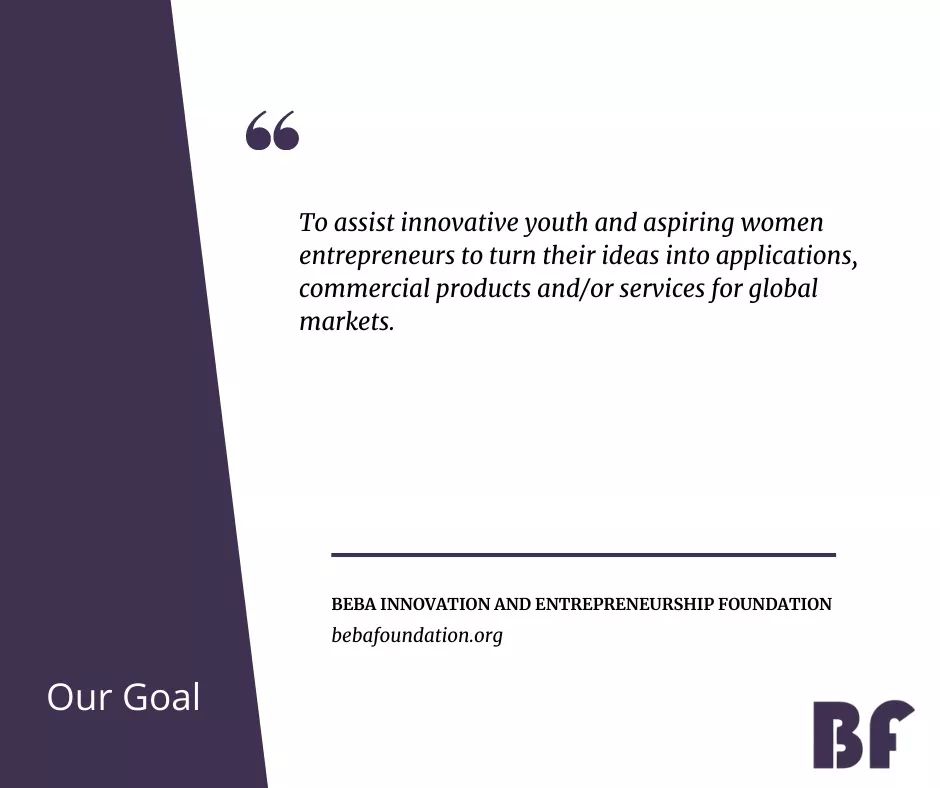 “
To assist innovative youth and aspiring women
entrepreneurs to turn their ideas into applications,
commercial products and/or services for global
markets.
BEBA INNOVATION AND ENTREPRENEURSHIP FOUNDATION
bebafoundation.org
Our Goal
BF